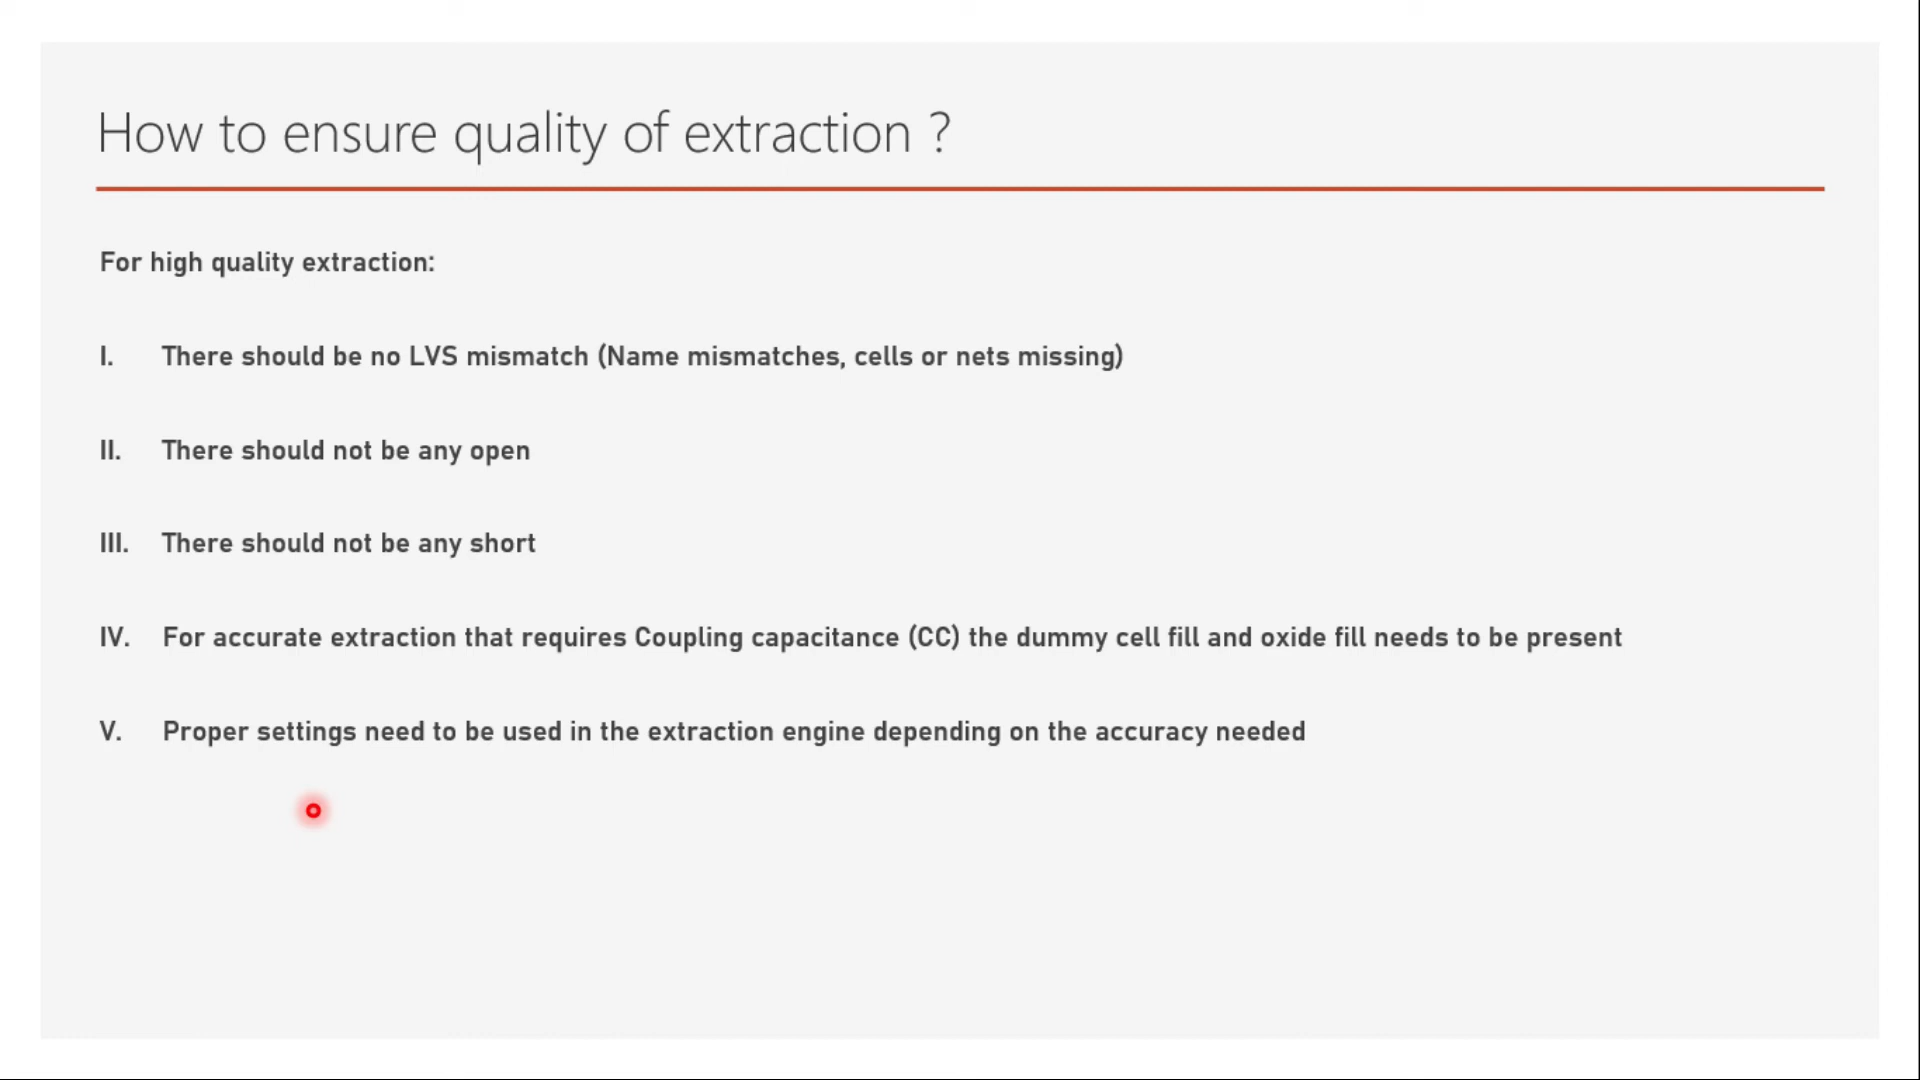 How to ensure quality of extraction ?
For high quality extraction:
I. There should be no LVS mismatch (Name mismatches, cells or nets missing)
II. There should not be any open
III. There should not be any short
IV. For accurate extraction that requires Coupling capacitance (CC) the dummy cell fill and oxide fill needs to be present
V. Proper settings need to be used in the extraction engine depending on the accuracy needed